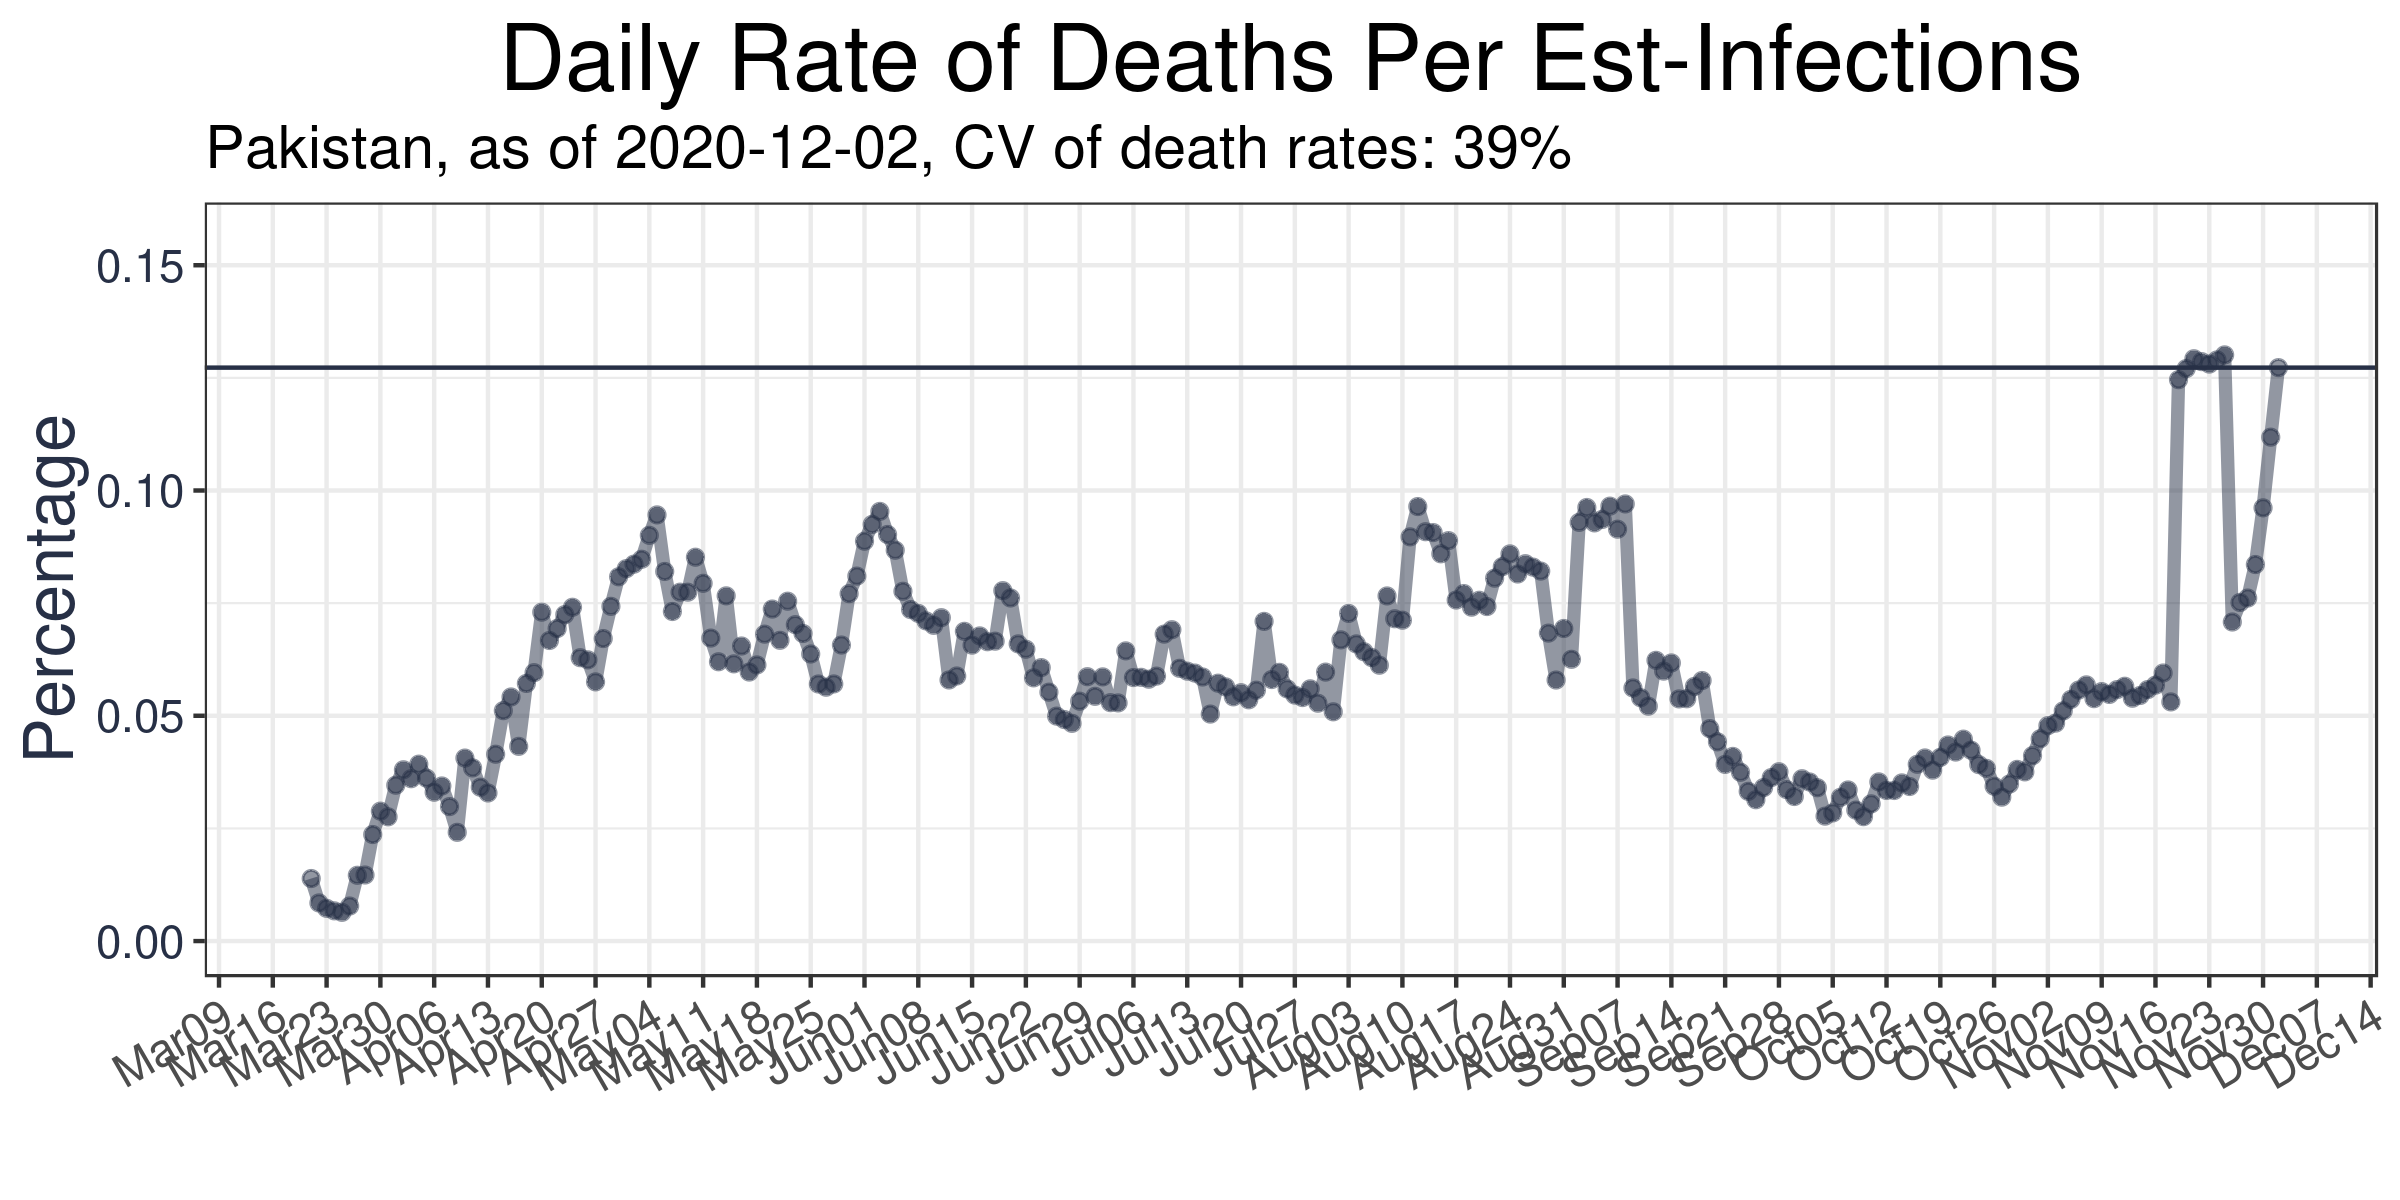 Daily Rate of Deaths Per Est-Infections
Pakistan, as of 2020-12-02, CV of death rates: 39%
Percentage
0.15
0.10
0.05
0.00
Mar09
Mar16
Mar23
Mar30
Apr06
Apr13
Apr20
Apr27
May04
May11
May18
May25
Jun01
Jun08
Jun15
Jun22
Jun29
Jul06
Jul13
Jul20
Jul27
Aug03
Aug10
Aug17
Aug24
Aug31
Sep07
Sep14
Sep21
Sep28
Oct05
Oct12
Oct19
Oct26
Nov02
Nov09
Nov16
Nov23
Nov30
Dec07
Dec14